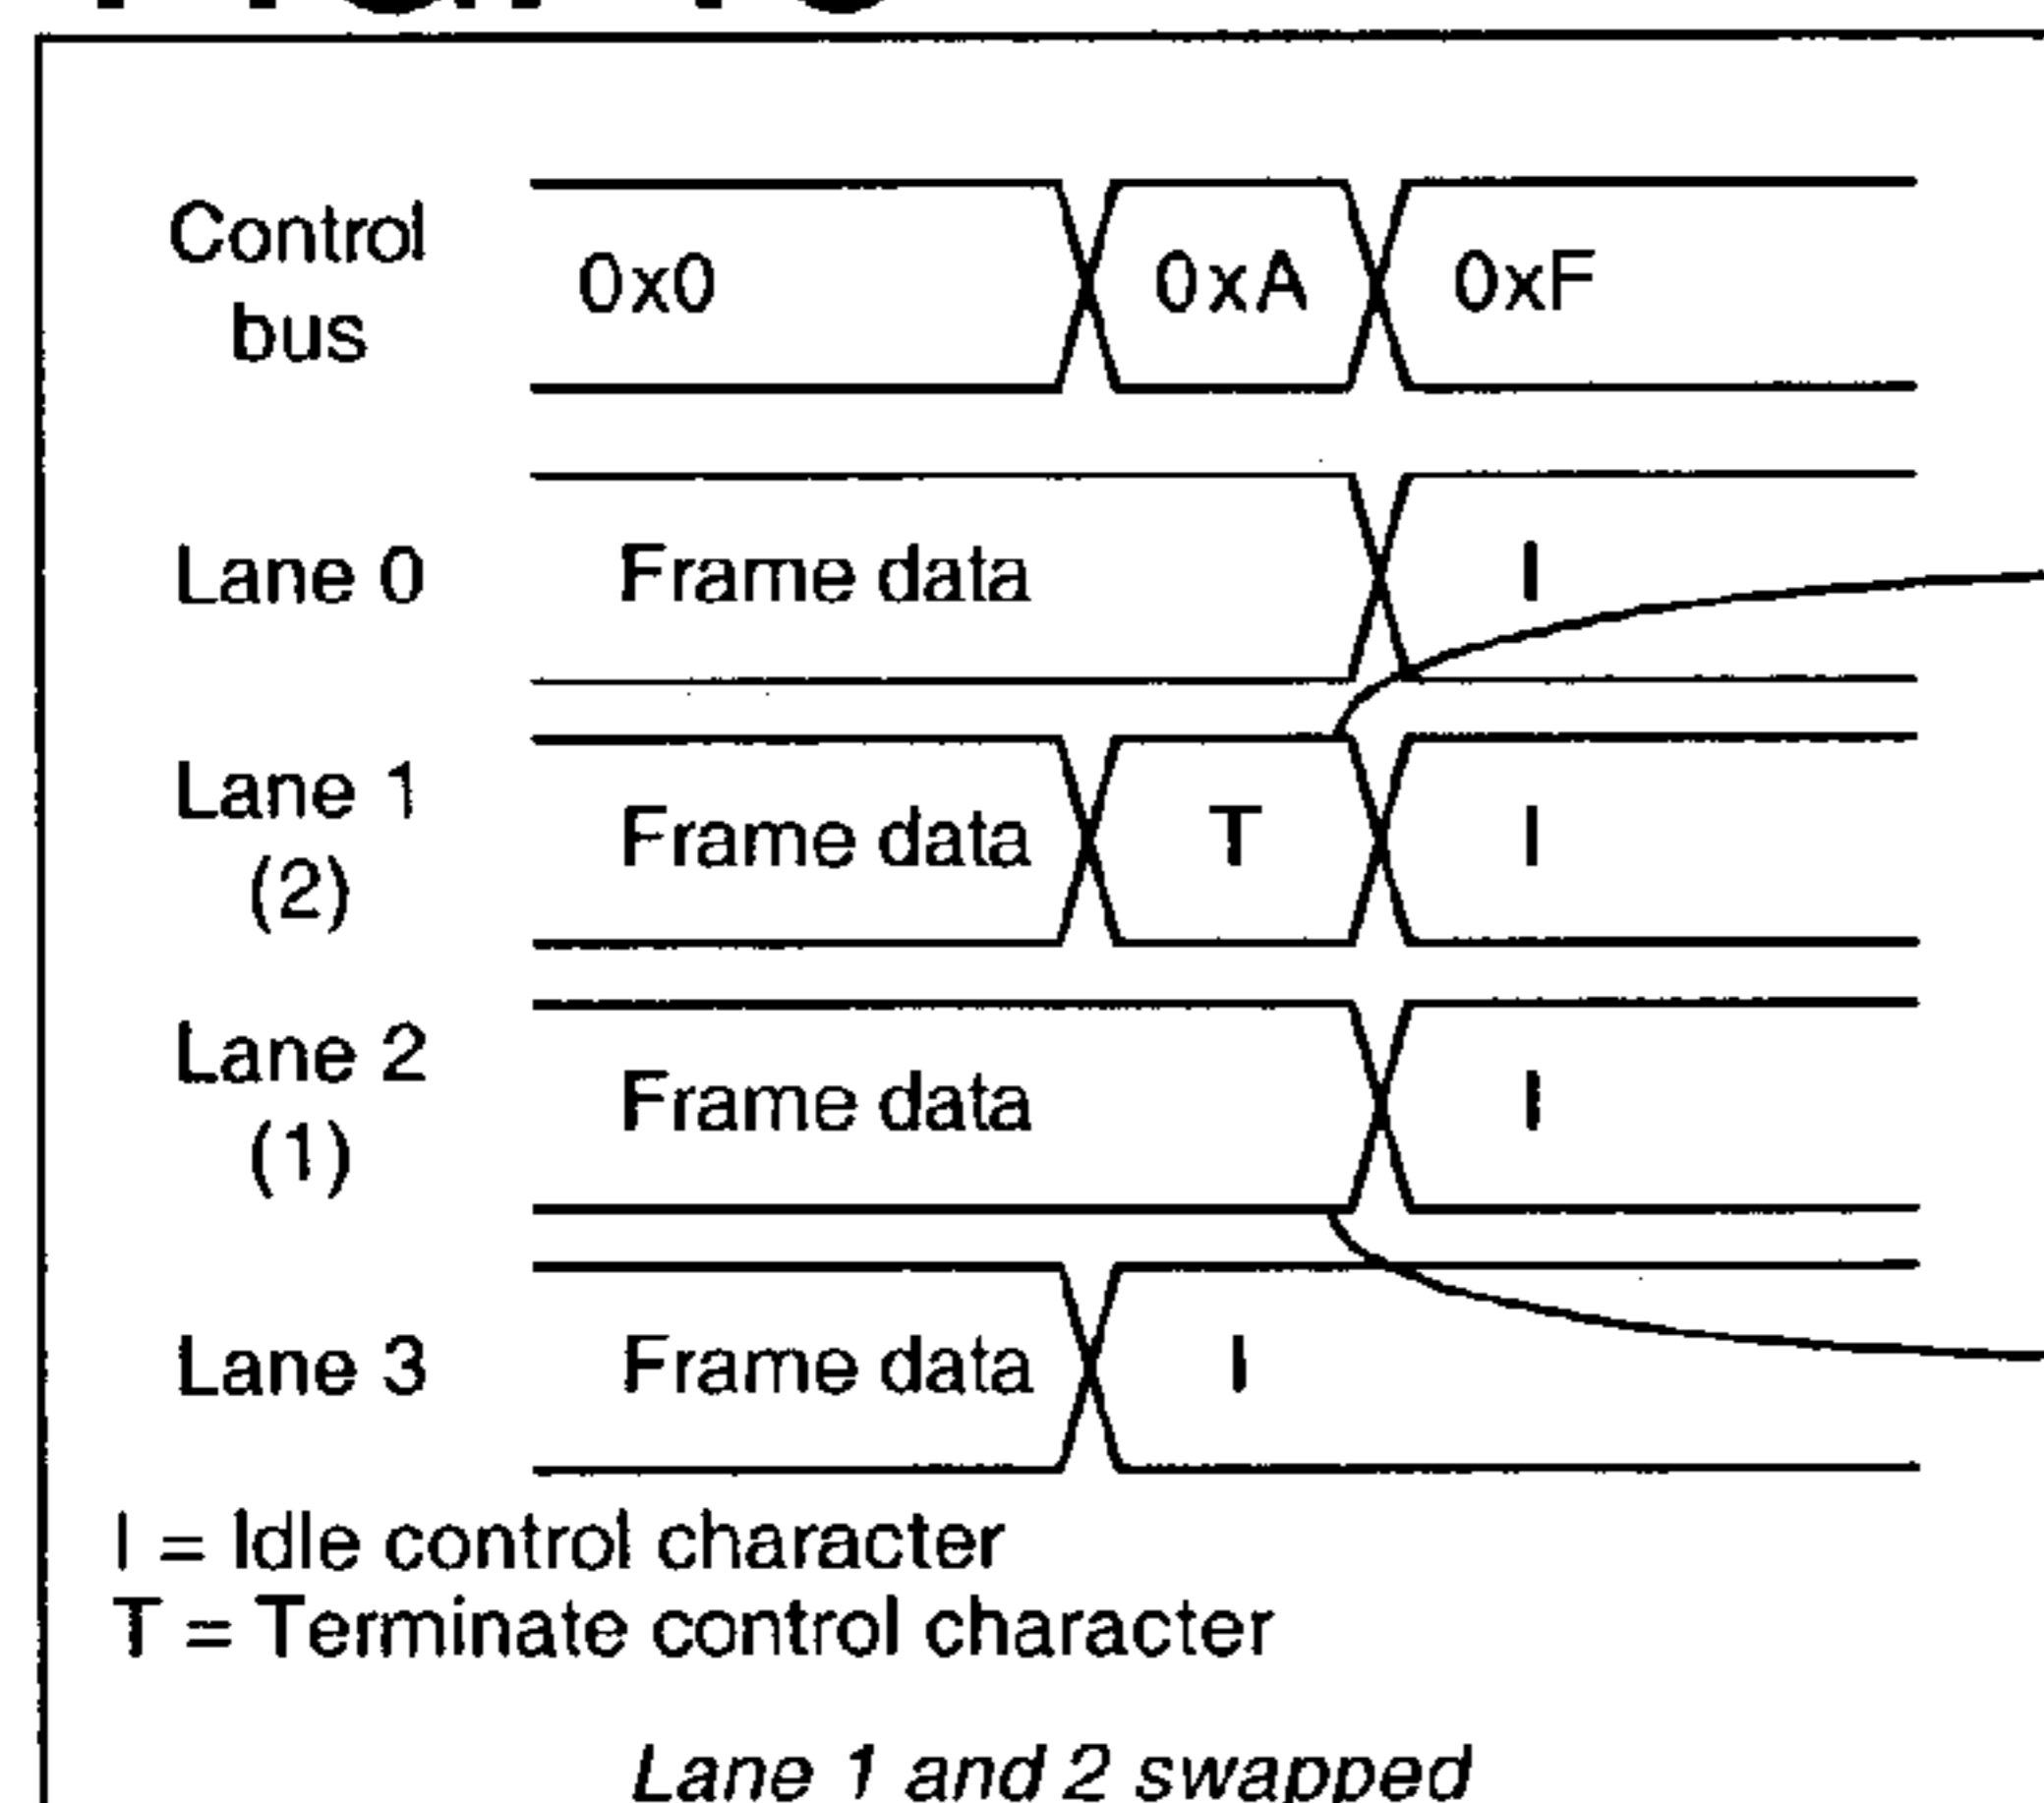 Control
bus
0x0 0xA 0xF
Lane 0 Frame data I
Lane 1
(2)
Frame data T I
Lane 2
(1)
Frame data I
Lane 3 Frame data I
I = Idle control character
T = Terminate control character
Lane 1 and 2 swapped